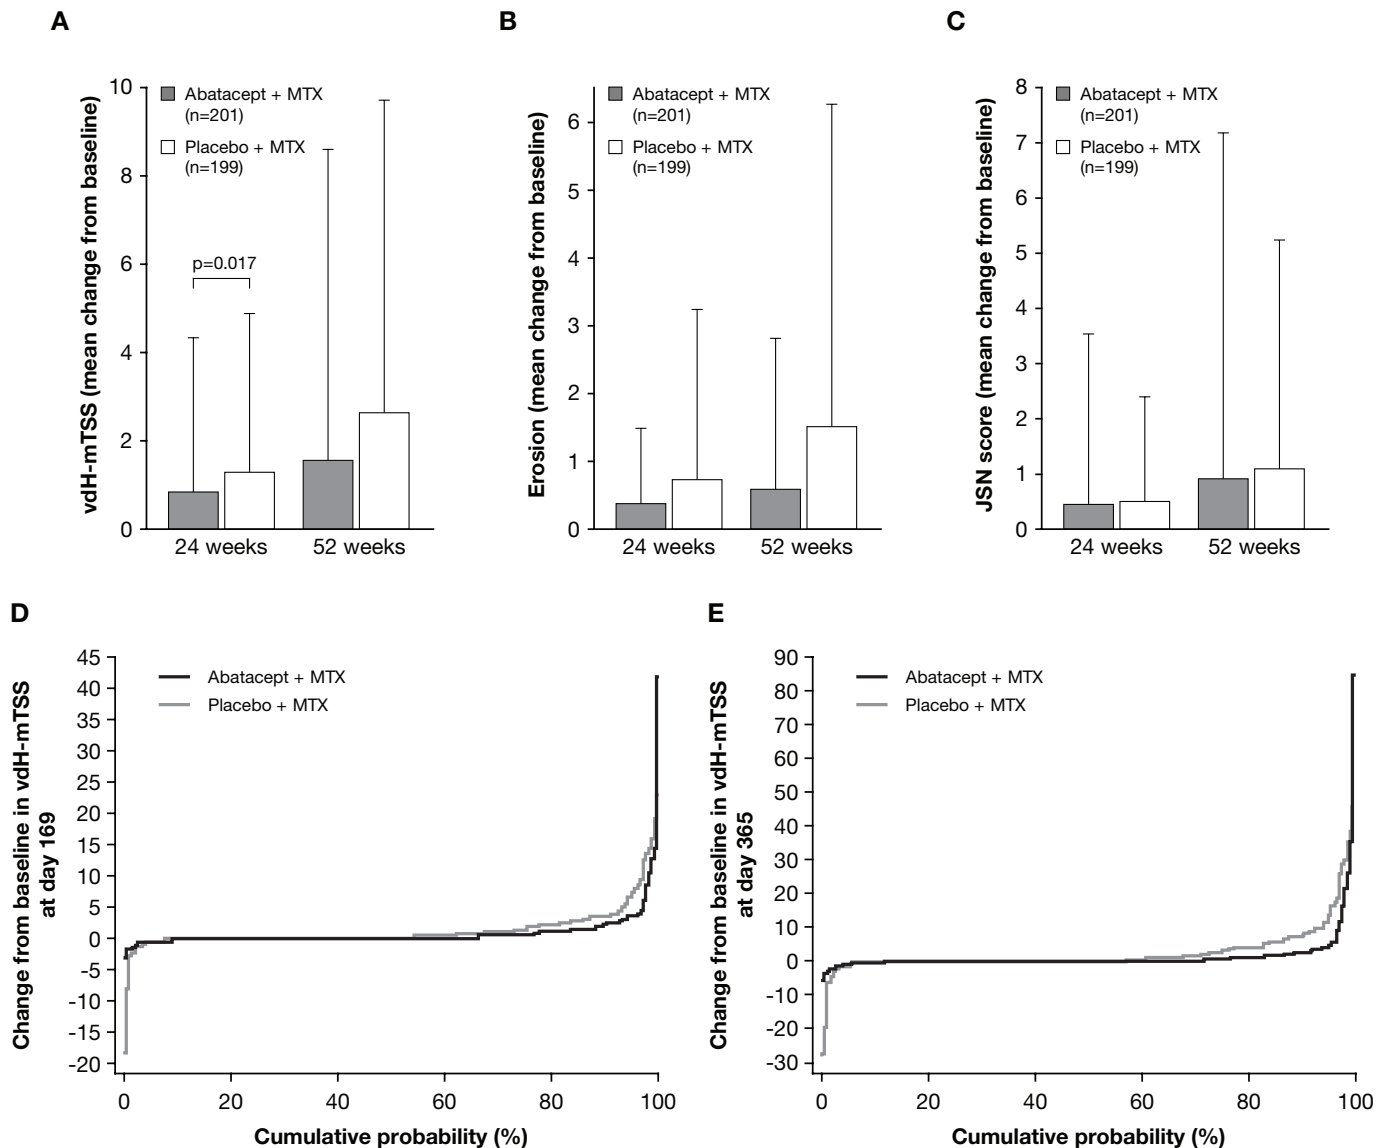 A
vdH-mTSS (mean change from baseline)
10
8
6
4
2
0
Abatacept + MTX
(n=201)
Placebo + MTX
(n=199)
p=0.017
24 weeks
52 weeks
B
Erosion (mean change from baseline)
6
5
4
3
2
1
0
Abatacept + MTX
(n=201)
Placebo + MTX
(n=199)
24 weeks
52 weeks
C
JSN score (mean change from baseline)
8
7
6
5
4
3
2
1
0
Abatacept + MTX
(n=201)
Placebo + MTX
(n=199)
24 weeks
52 weeks
D
Change from baseline in vdH-mTSS
at day 169
45
40
35
30
25
20
15
10
5
0
-5
-10
-15
-20
Abatacept + MTX
Placebo + MTX
0
20
40
60
80
100
Cumulative probability (%)
E
Change from baseline in vdH-mTSS
at day 365
90
80
70
60
50
40
30
20
10
0
-10
-20
-30
Abatacept + MTX
Placebo + MTX
0
20
40
60
80
100
Cumulative probability (%)